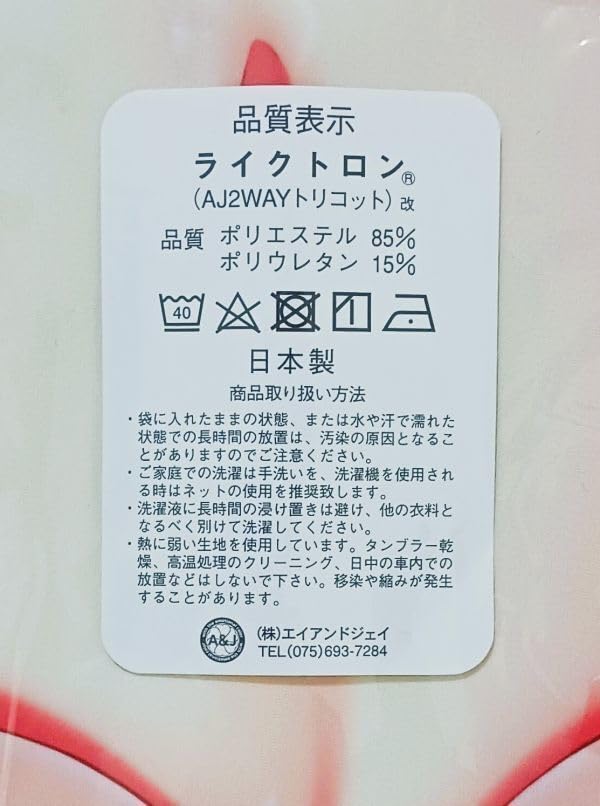 品質表示
ライクトロン®
（AJ2WAYトリコット）改
品質 ポリエステル 85％
ポリウレタン 15％
40
日本製
商品取り扱い方法
・袋に入れたままの状態、または水や汗で濡れた
状態での長時間の放置は、汚染の原因となるこ
とがありますのでご注意ください。
・ご家庭での洗濯は手洗いを、洗濯機を使用され
る時はネットの使用を推奨致します。
・洗濯液に長時間の浸け置きは避け、他の衣料と
なるべく別けて洗濯してください。
・熱に弱い生地を使用しています。タンブラー乾
燥、高温処理のクリーニング、日中の車内での
放置などはしないで下さい。移染や縮みが発生
することがあります。
A&J
（株）エイアンドジェイ
TEL（075）693-7284